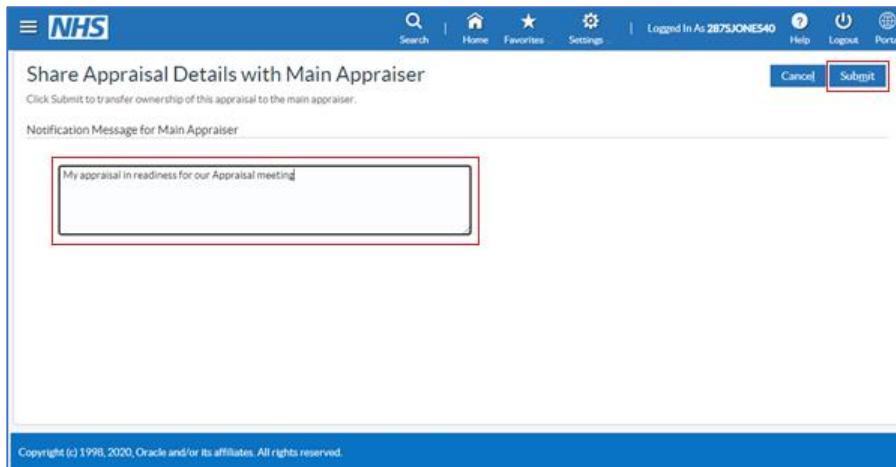 NHS
Search
Home
Favorites
Settings
Logged In As 287SJONES40
Help
Logout
Porta
Share Appraisal Details with Main Appraiser
Cancel
Submit
Click Submit to transfer ownership of this appraisal to the main appraiser.
Notification Message for Main Appraiser
My appraisal in readiness for our Appraisal meeting
Copyright (c) 1998, 2020, Oracle and/or its affiliates. All rights reserved.